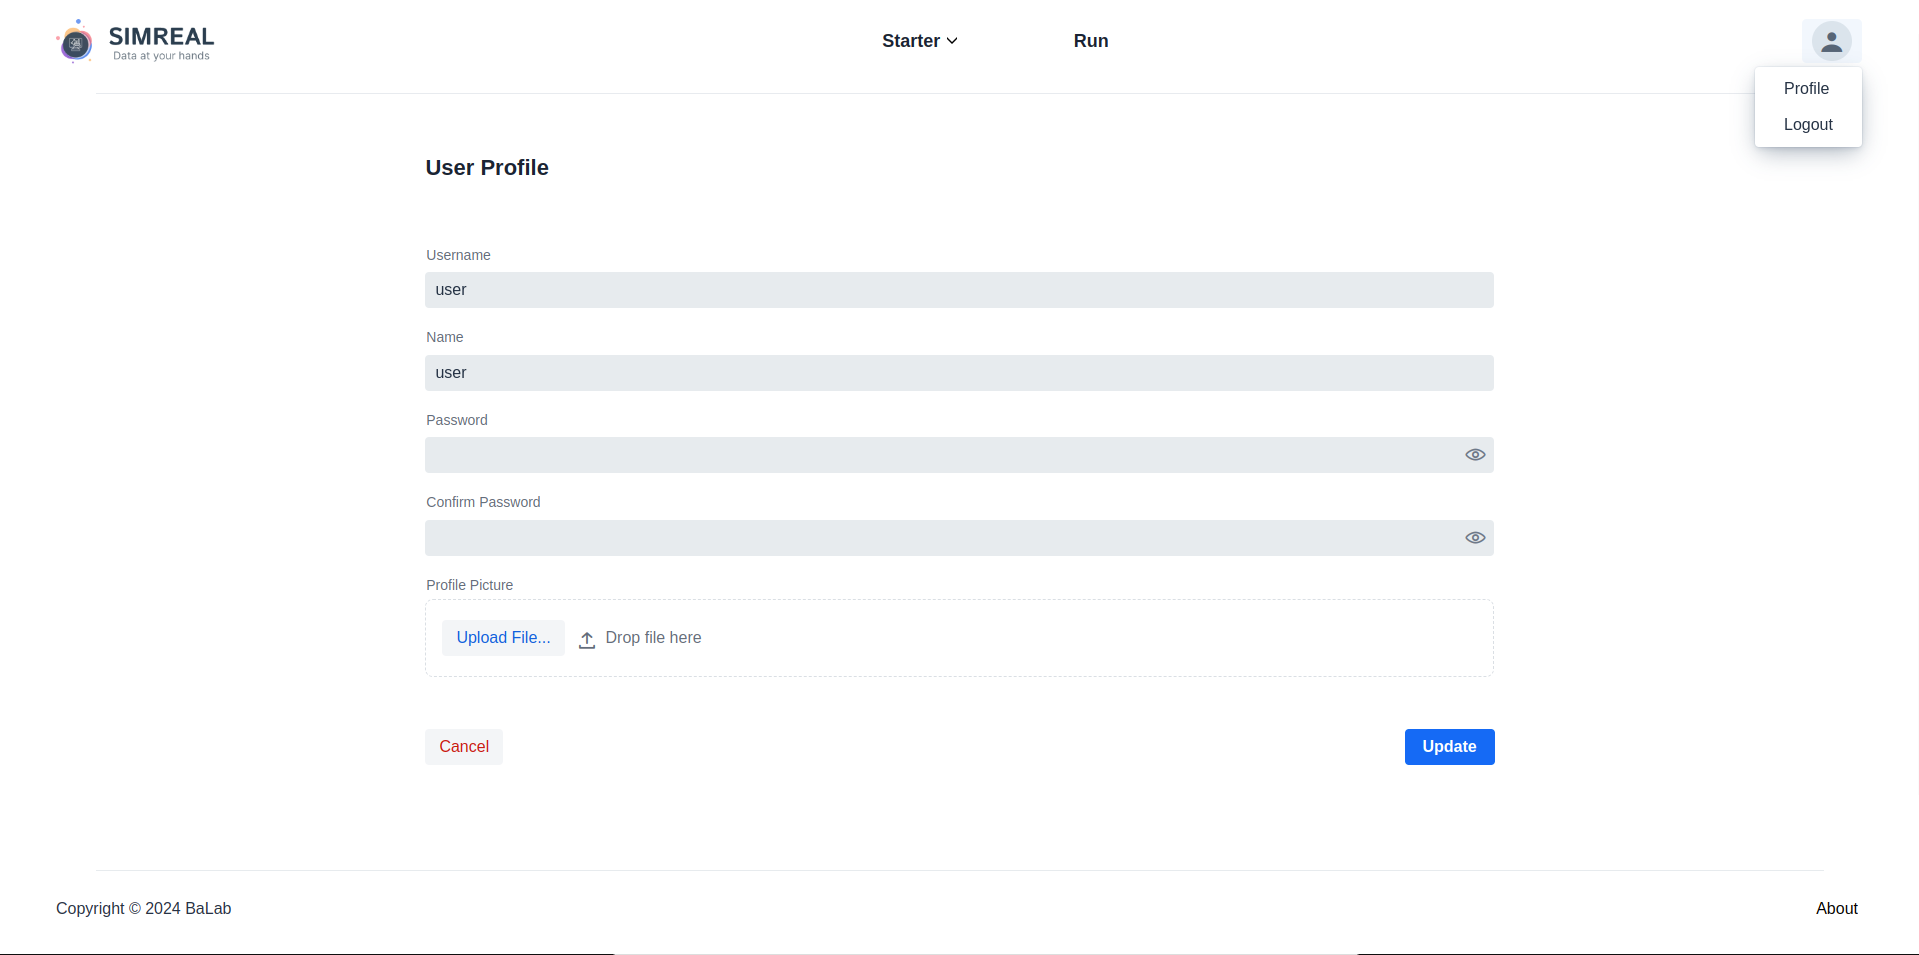 SIMREAL
Data at your hands
Starter
Run
Profile
Logout
User Profile
Username
user
Name
user
Password
Confirm Password
Profile Picture
Upload File...
Drop file here
Cancel
Update
Copyright © 2024 BaLab
About